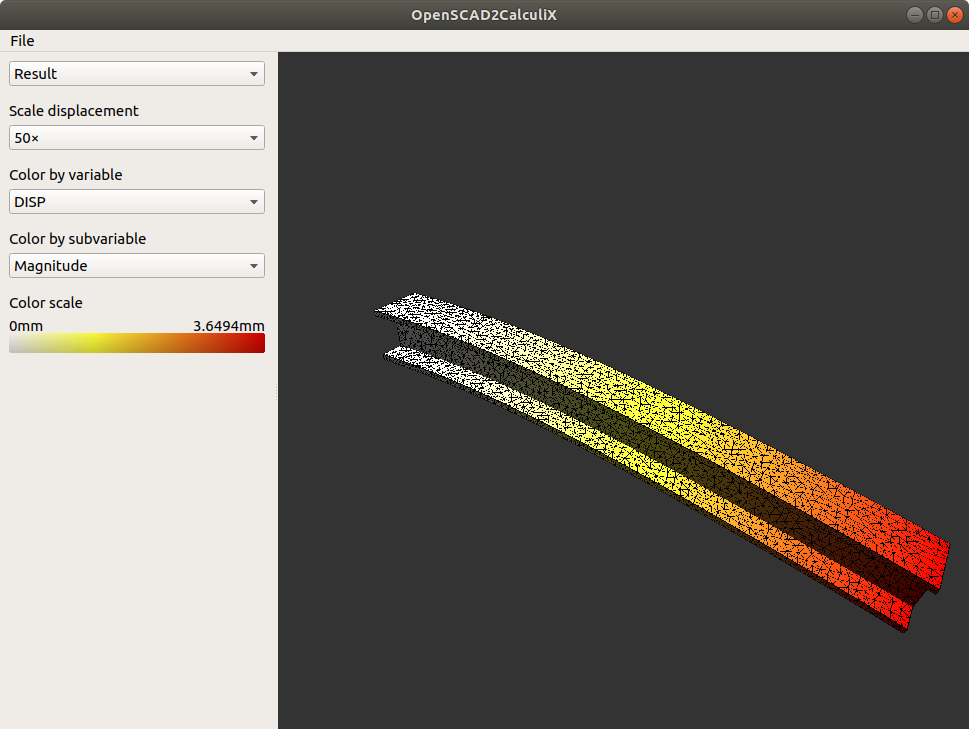 OpenSCAD2CalculiX
File
Result
Scale displacement
50×
Color by variable
DISP
Color by subvariable
Magnitude
Color scale
0mm 3.6494mm